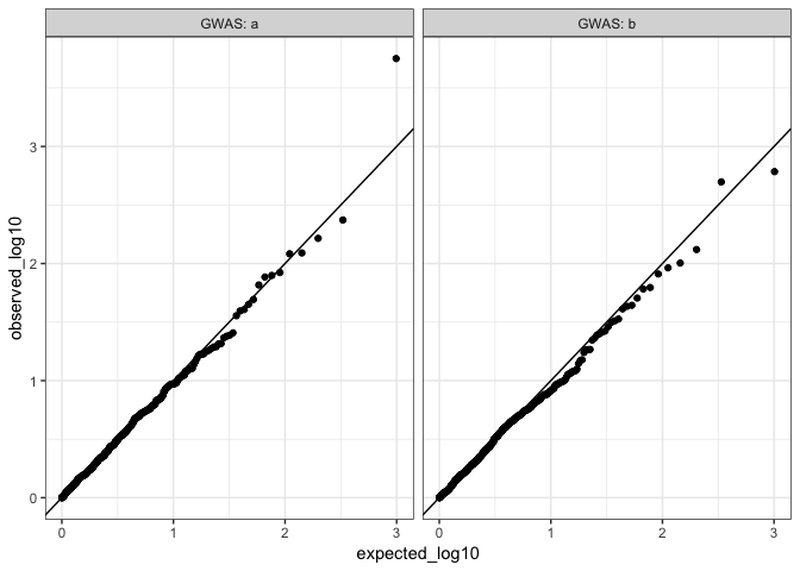 GWAS: a
GWAS: b
observed_log10
3
2
1
0
0 1 2 3
0 1 2 3
expected_log10